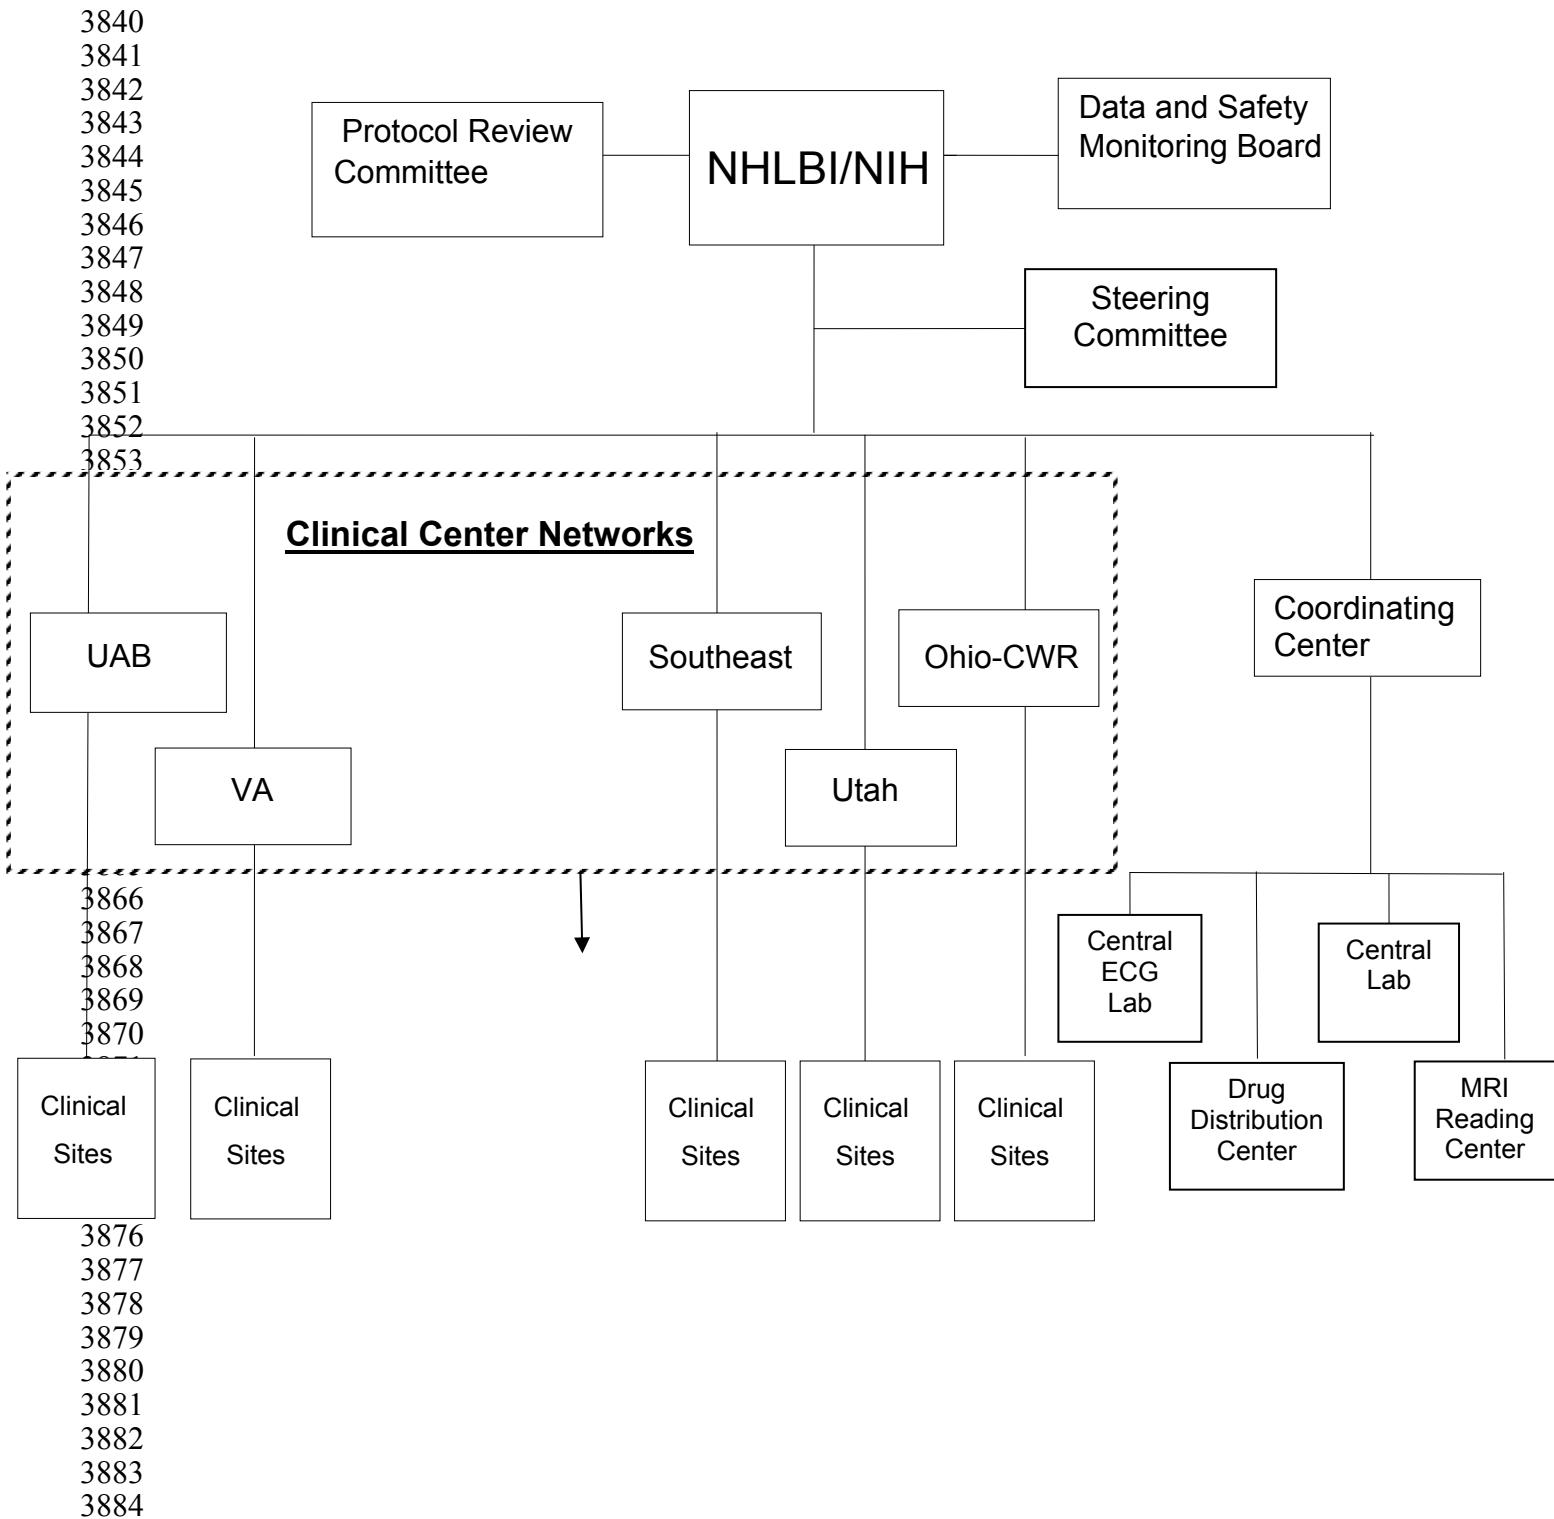 3840
3841
3842
3843
3844
3845
3846
3847
3848
3849
3850
3851
3852
3853
Protocol Review
Committee
NHLBI/NIH
Data and Safety
Monitoring Board
Steering
Committee
Clinical Center Networks
UAB
VA
Southeast
Utah
Ohio-CWR
Coordinating
Center
3866
3867
3868
3869
3870
Central
ECG
Lab
Central
Lab
Clinical
Sites
Clinical
Sites
Clinical
Sites
Clinical
Sites
Clinical
Sites
Drug
Distribution
Center
MRI
Reading
Center
3876
3877
3878
3879
3880
3881
3882
3883
3884